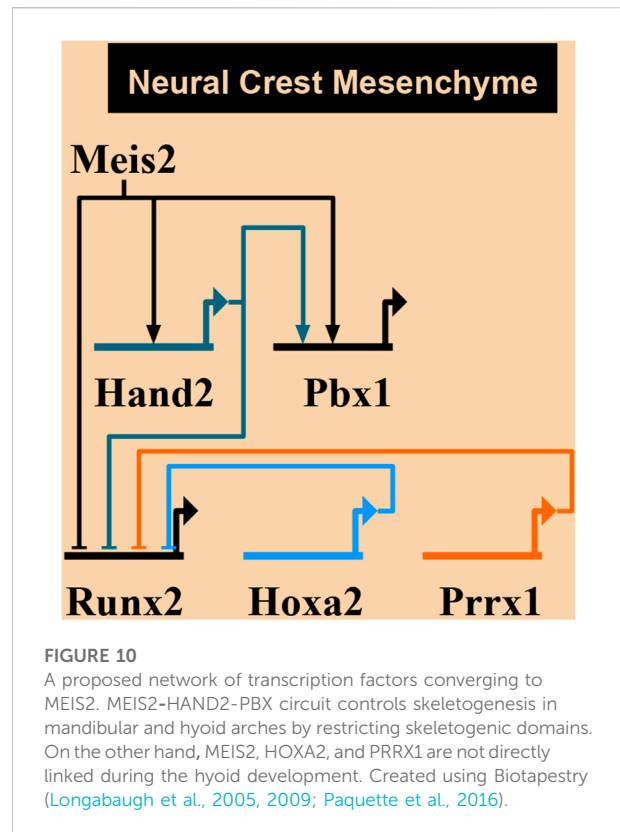 Neural Crest Mesenchyme
Meis2
Hand2 Pbx1
Runx2 Hoxa2 Prrx1
FIGURE 10
A proposed network of transcription factors converging to
MEIS2. MEIS2-HAND2-PBX circuit controls skeletogenesis in
mandibular and hyoid arches by restricting skeletogenic domains.
On the other hand, MEIS2, HOXA2, and PRRX1 are not directly
linked during the hyoid development. Created using Biotapestry
(Longabaugh et al., 2005, 2009; Paquette et al., 2016).